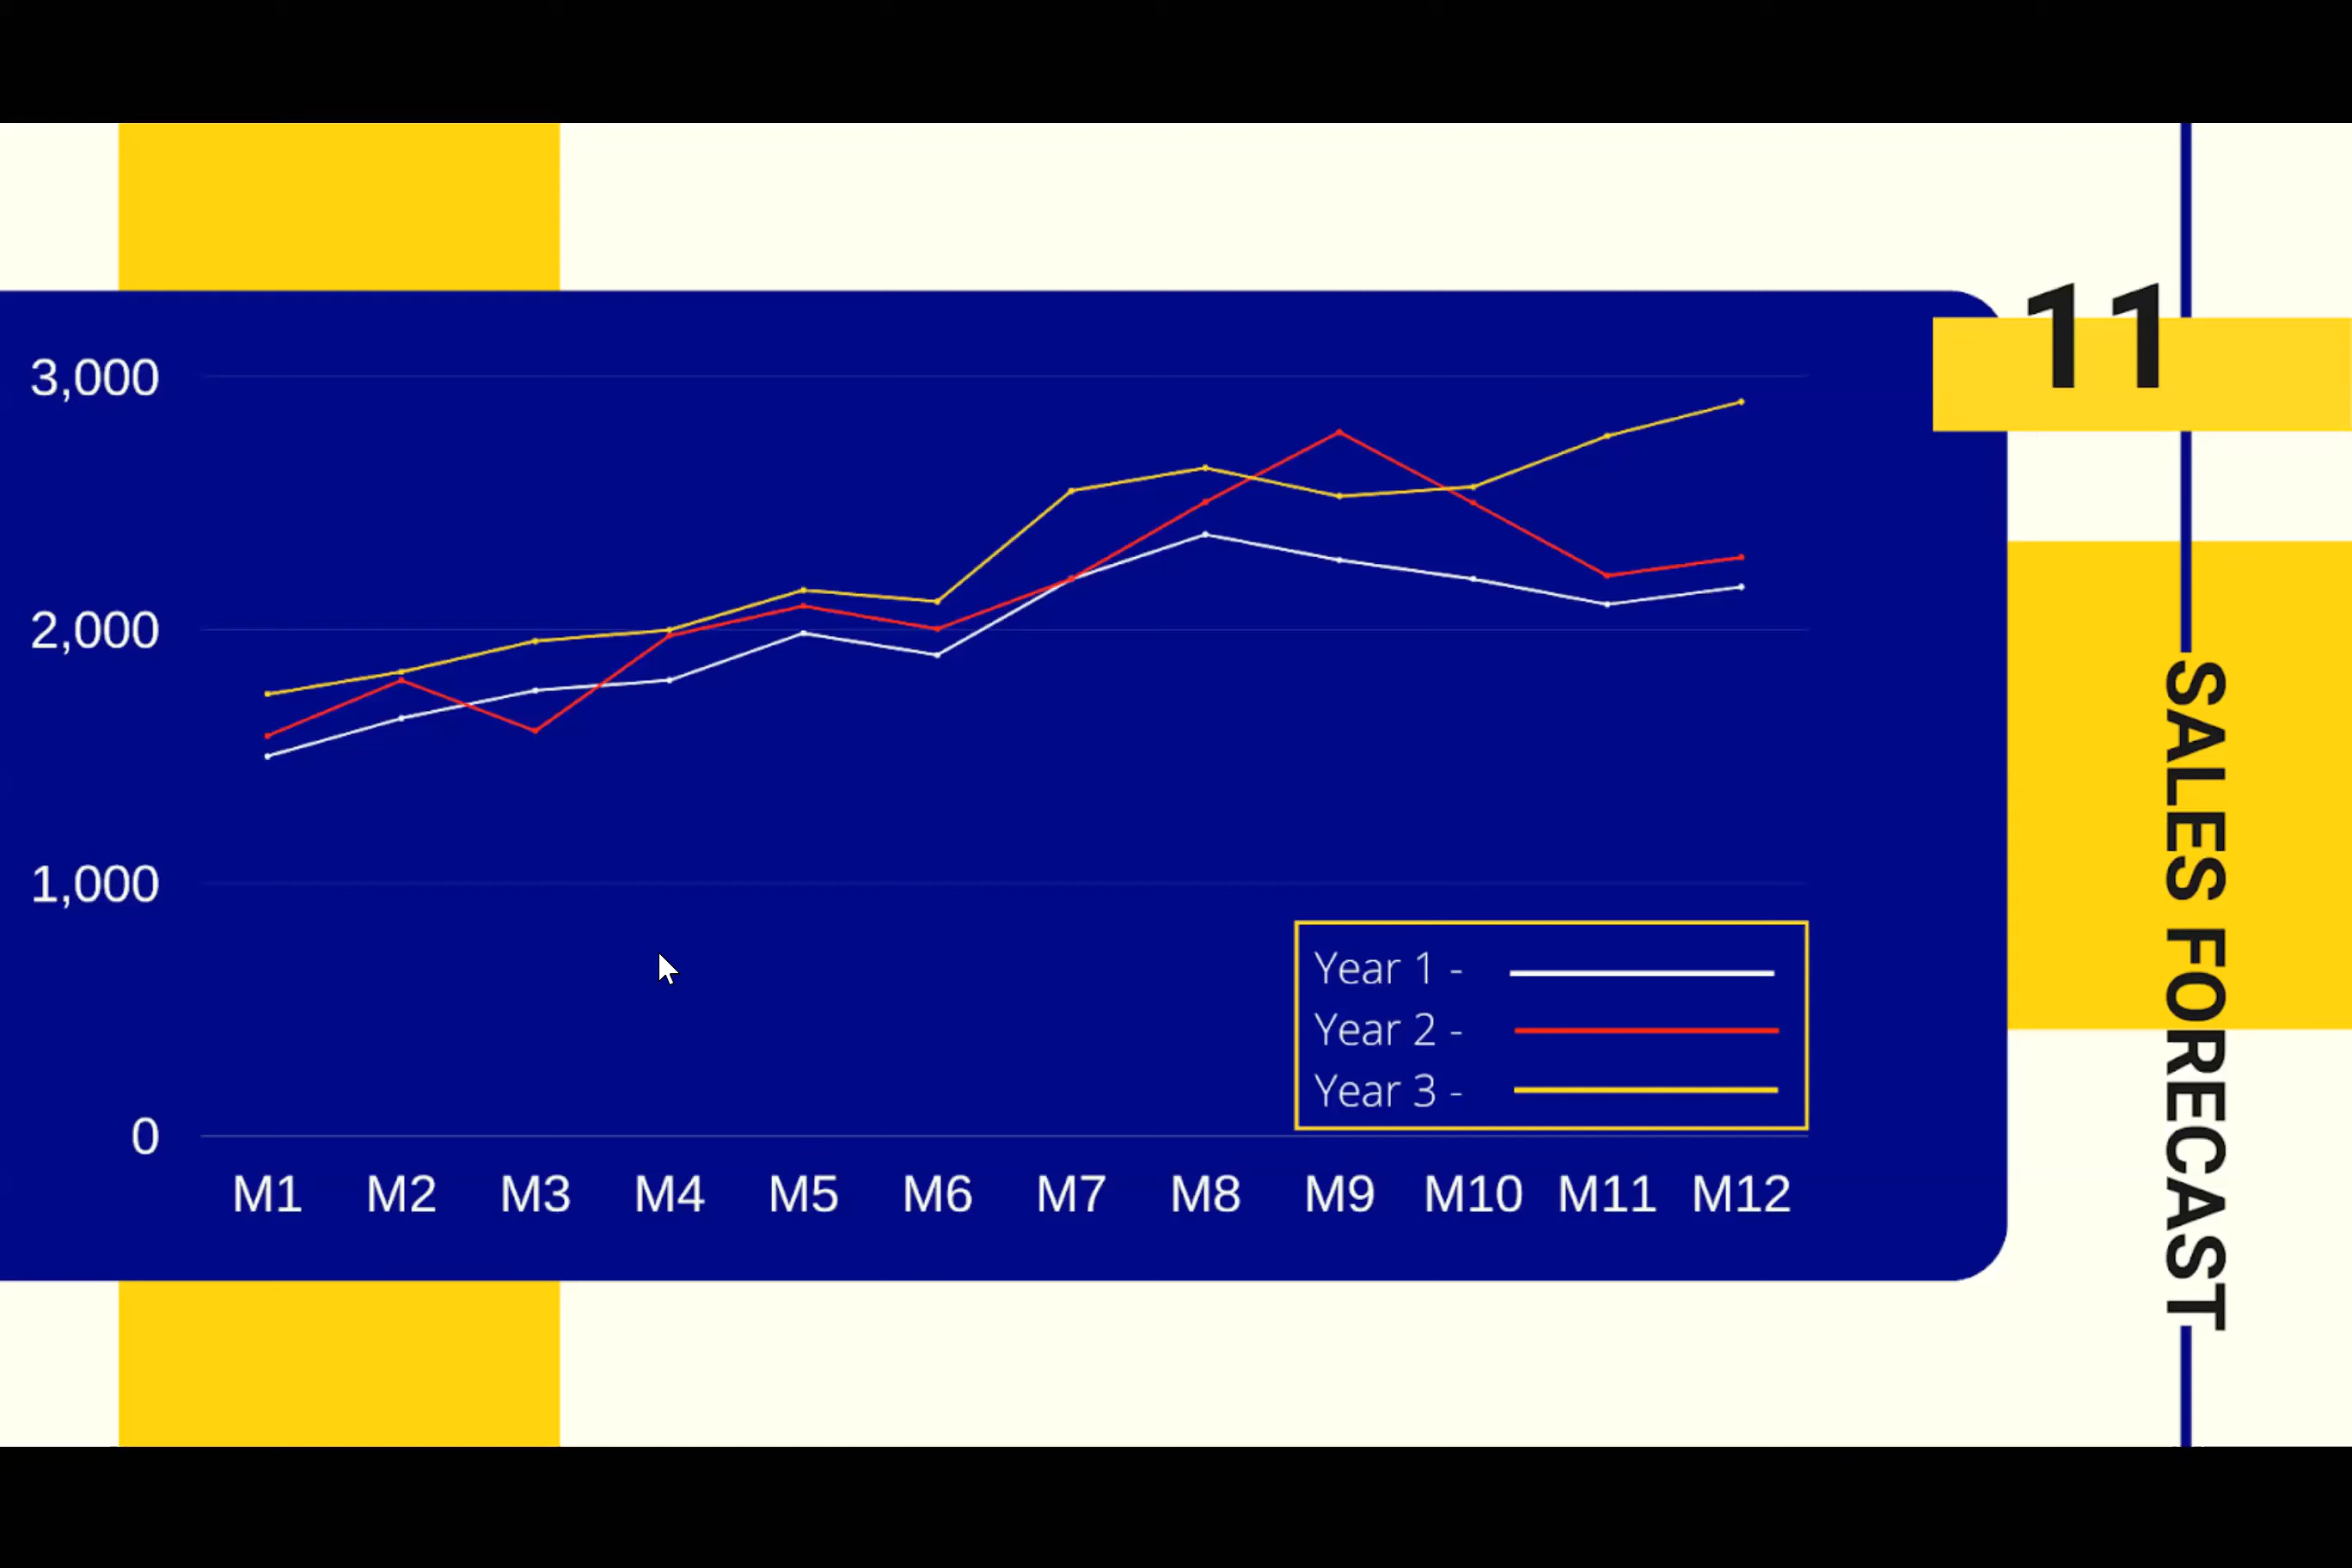 11
SALES FORECAST
3,000
2,000
1,000
0
M1 M2 M3 M4 M5 M6 M7 M8 M9 M10 M11 M12
Year 1 -
Year 2 -
Year 3 -